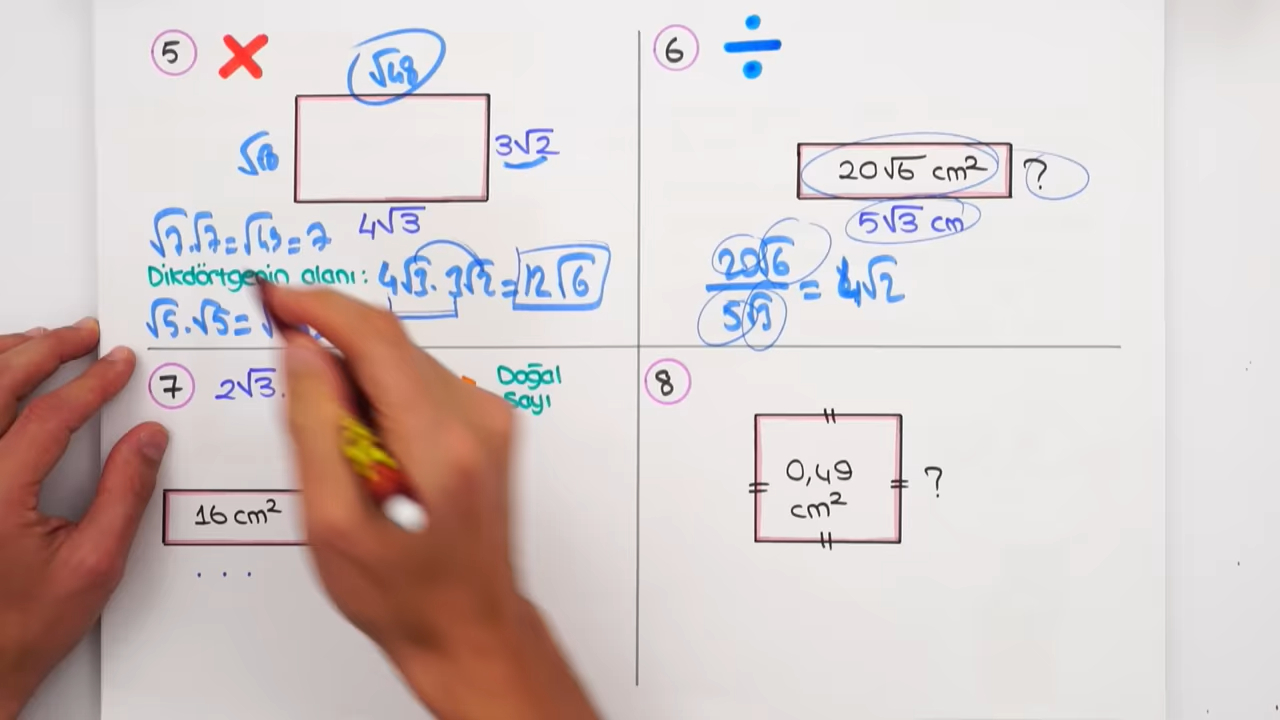 5 ×
√48
√18
3√2
4√3
√7.√7=√49=7
Dikdörtgenin alanı: 4√3.3√2=12√6
√5.√5=√
6 ÷
20√6 cm²
?
5√3 cm
20√6
5√3
= 4√2
7 2√3.
Doğal
Sayı
16 cm²
. . .
8
0,49
cm²
?